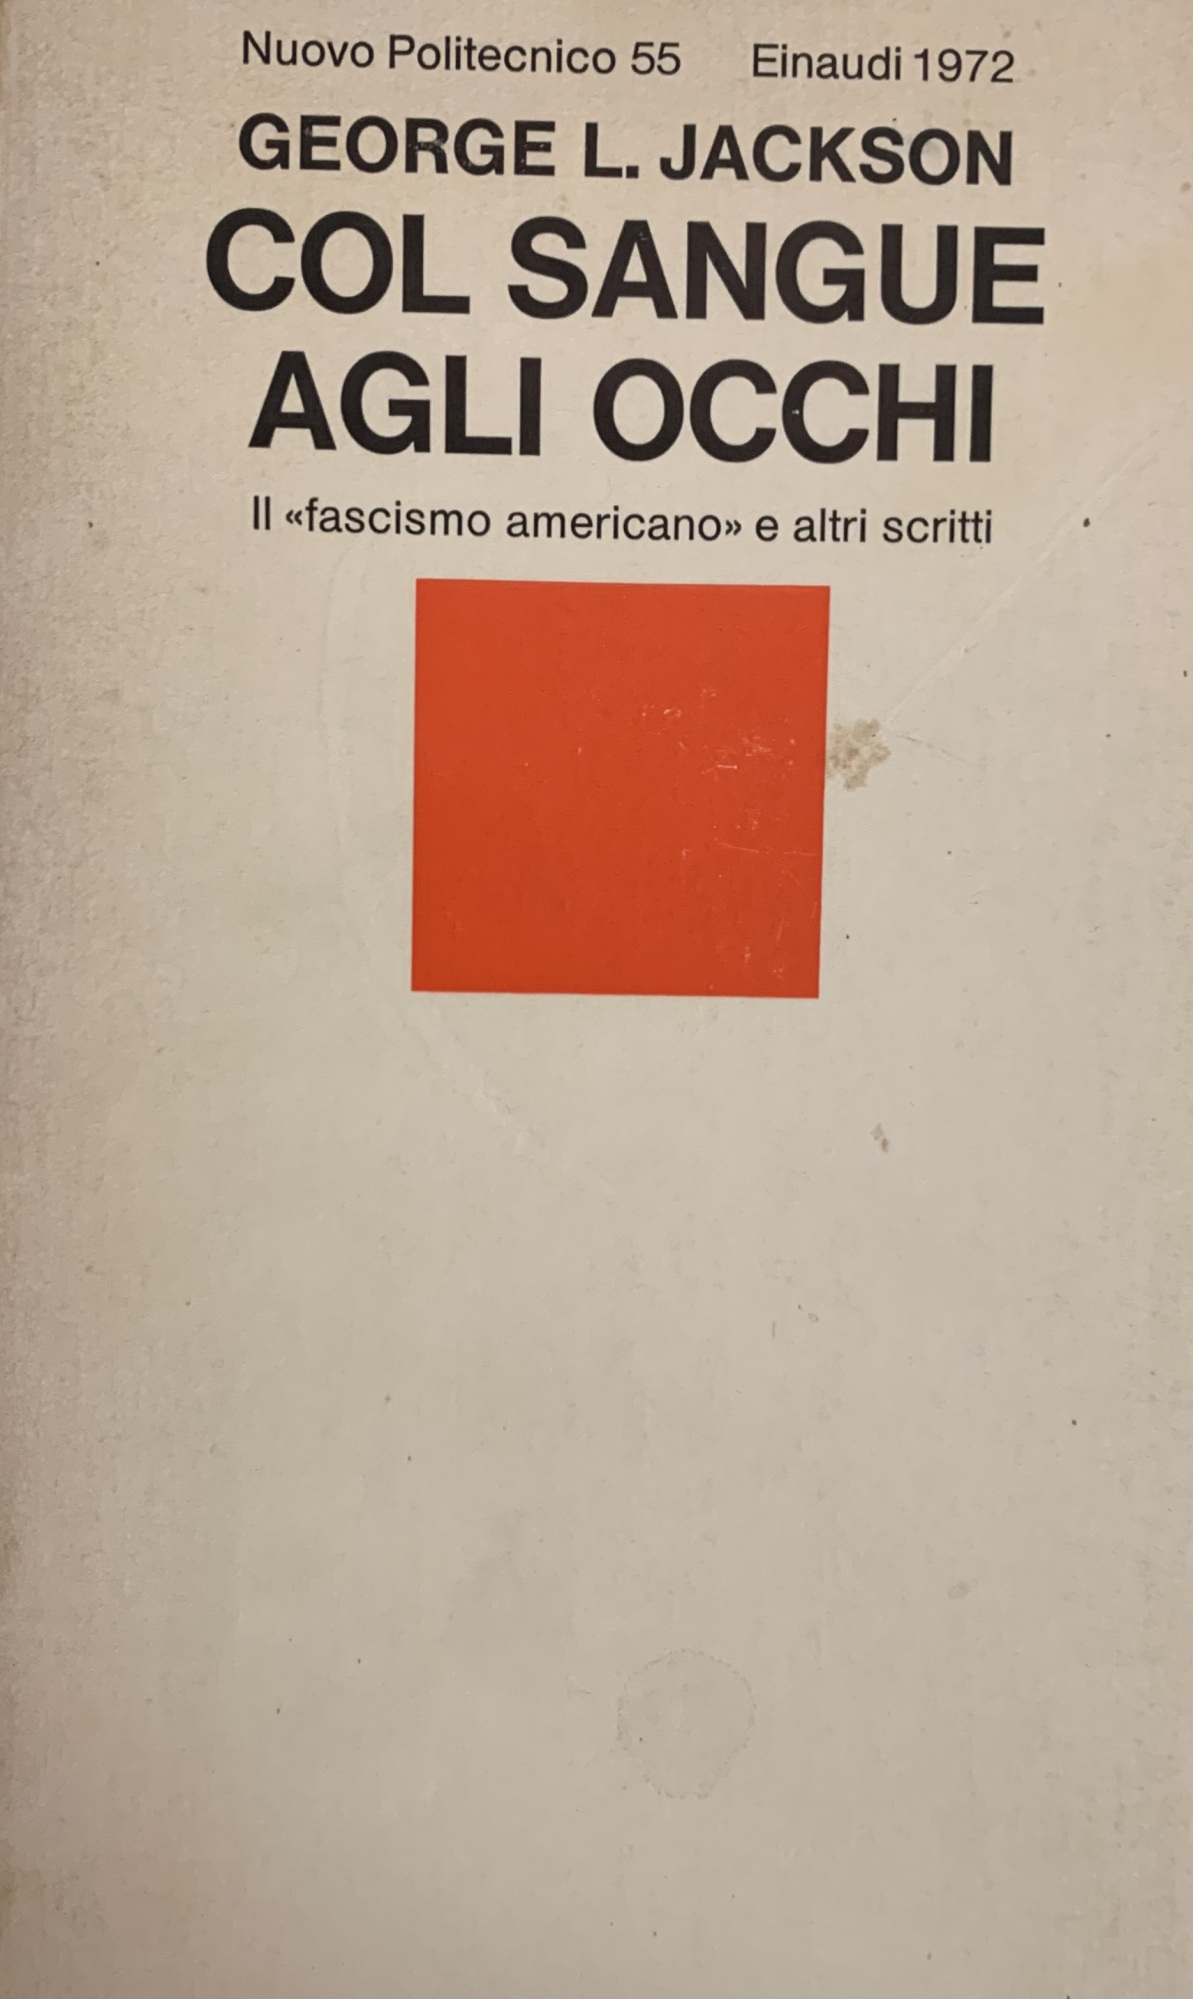 Nuovo Politecnico 55 Einaudi 1972
GEORGE L. JACKSON
COL SANGUE
AGLI OCCHI
Il «fascismo americano» e altri scritti